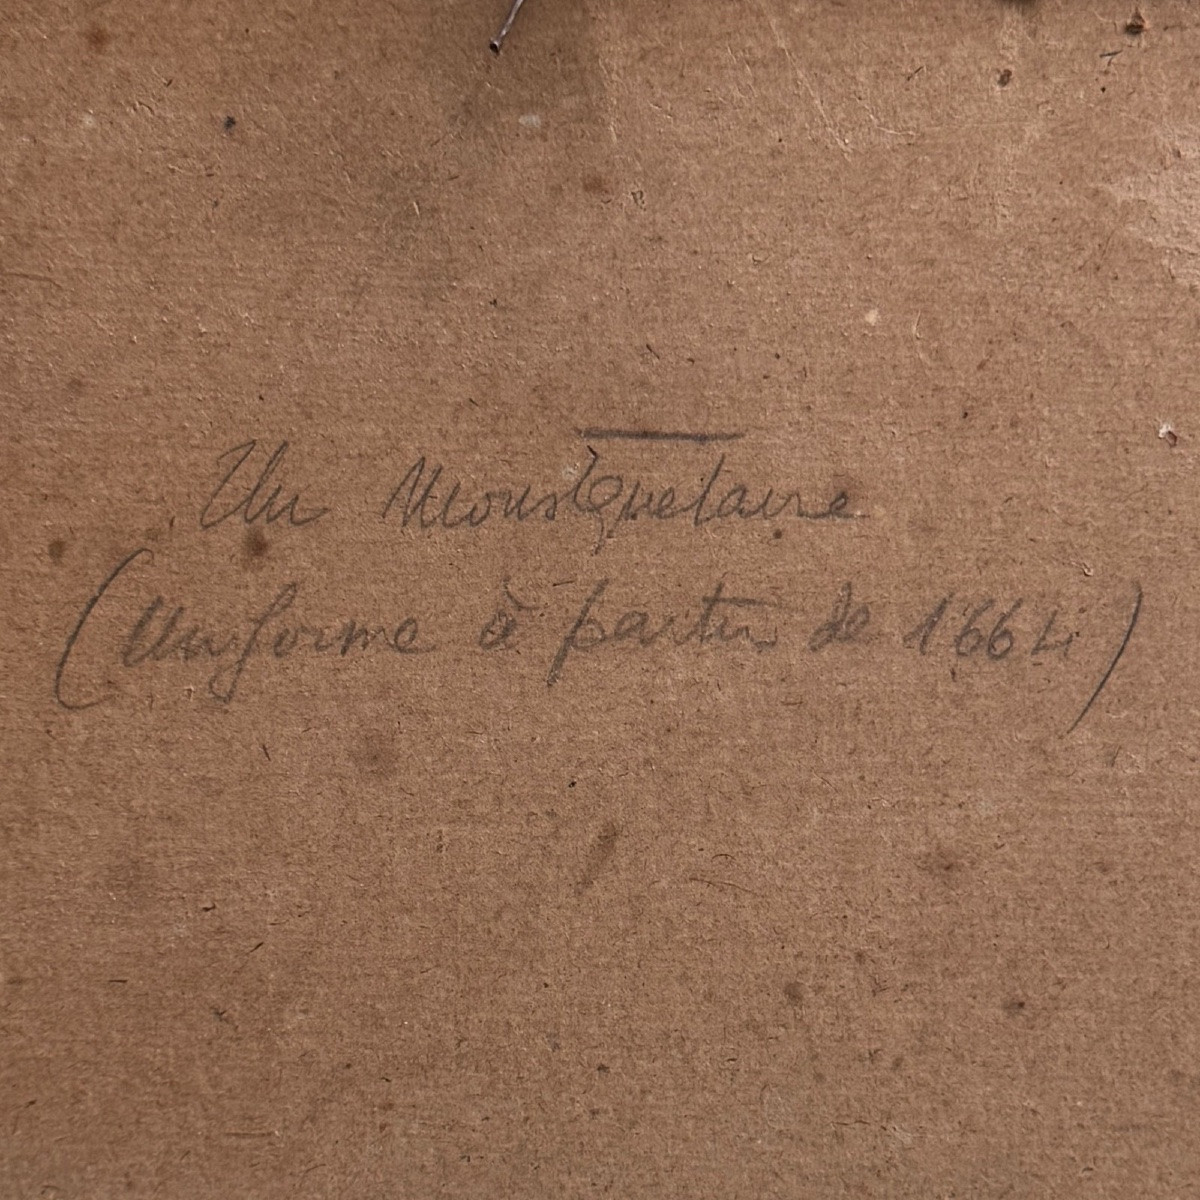 Un Mousquetaire
(Uniforme à partir de 1664)